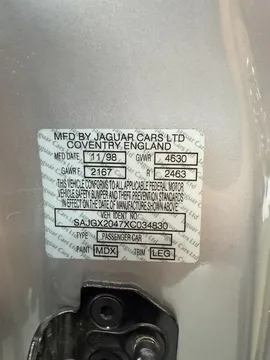 MFD BY JAGUAR CARS LTD
COVENTRY, ENGLAND
MFD DATE 11/98 GVWR 4630
GAWR F 2167 R 2463
THIS VEHICLE CONFORMS TO ALL APPLICABLE FEDERAL MOTOR
VEHICLE SAFETY, BUMPER AND THEFT PREVENTION STANDARDS
IN EFFECT ON THE DATE OF MANUFACTURE SHOWN ABOVE
VEH IDENT NO
SAJGX2047XC034830
TYPE PASSENGER CAR
PAINT MDX TRIM LEG